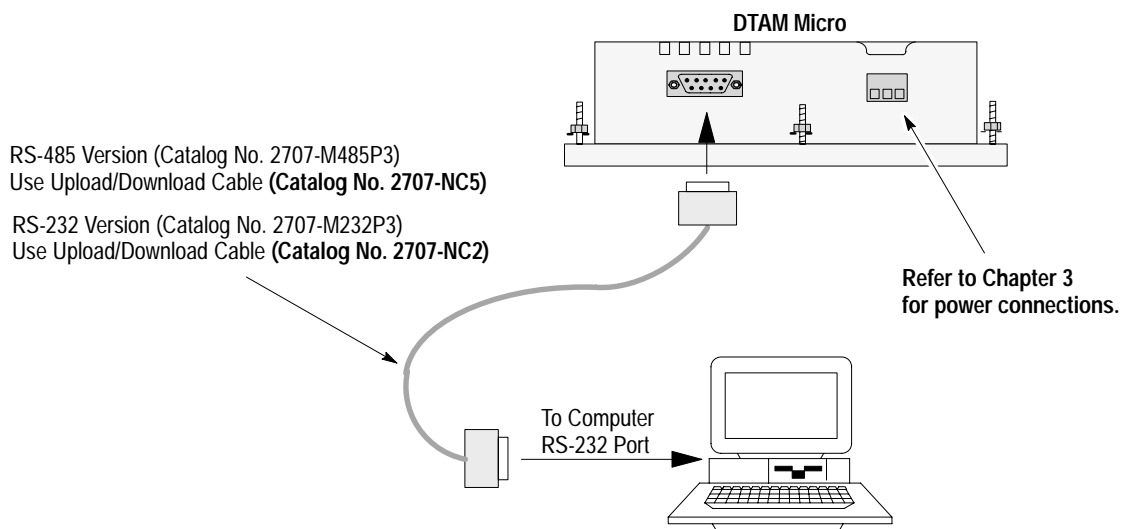 DTAM Micro
RS-485 Version (Catalog No. 2707-M485P3)
Use Upload/Download Cable (Catalog No. 2707-NC5)
RS-232 Version (Catalog No. 2707-M232P3)
Use Upload/Download Cable (Catalog No. 2707-NC2)
Refer to Chapter 3
for power connections.
To Computer
RS-232 Port